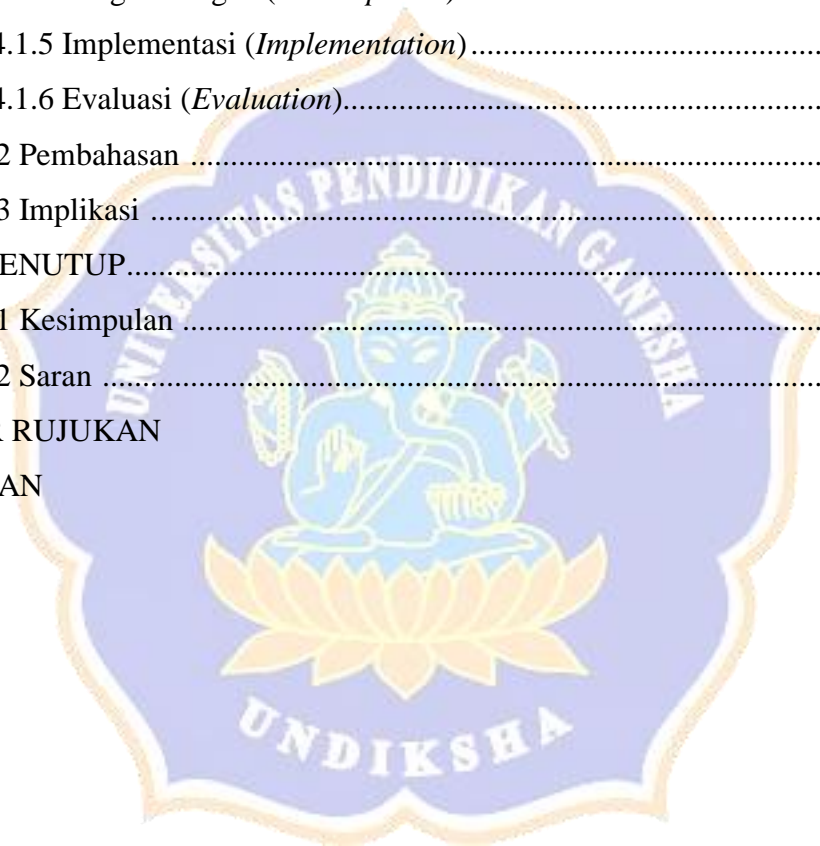 4.1.5 Implementasi (Implementation)..........................................
4.1.6 Evaluasi (Evaluation)..........................................................
2 Pembahasan ..............................................................................
3 Implikasi ...................................................................................
ENUTUP......................................................................................
1 Kesimpulan ...............................................................................
2 Saran .........................................................................................
R RUJUKAN
AN
UNIVERSITAS PENDIDIKAN GANESHA
UNDIKSHA